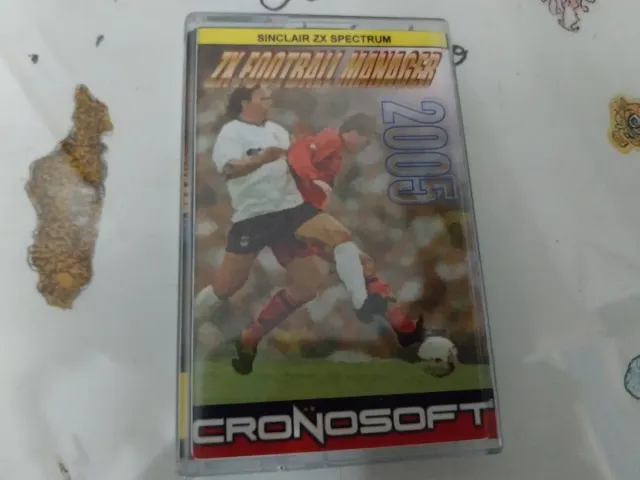 SINCLAIR ZX SPECTRUM
ZX FOOTBALL MANAGER
2005
CRONOSOFT